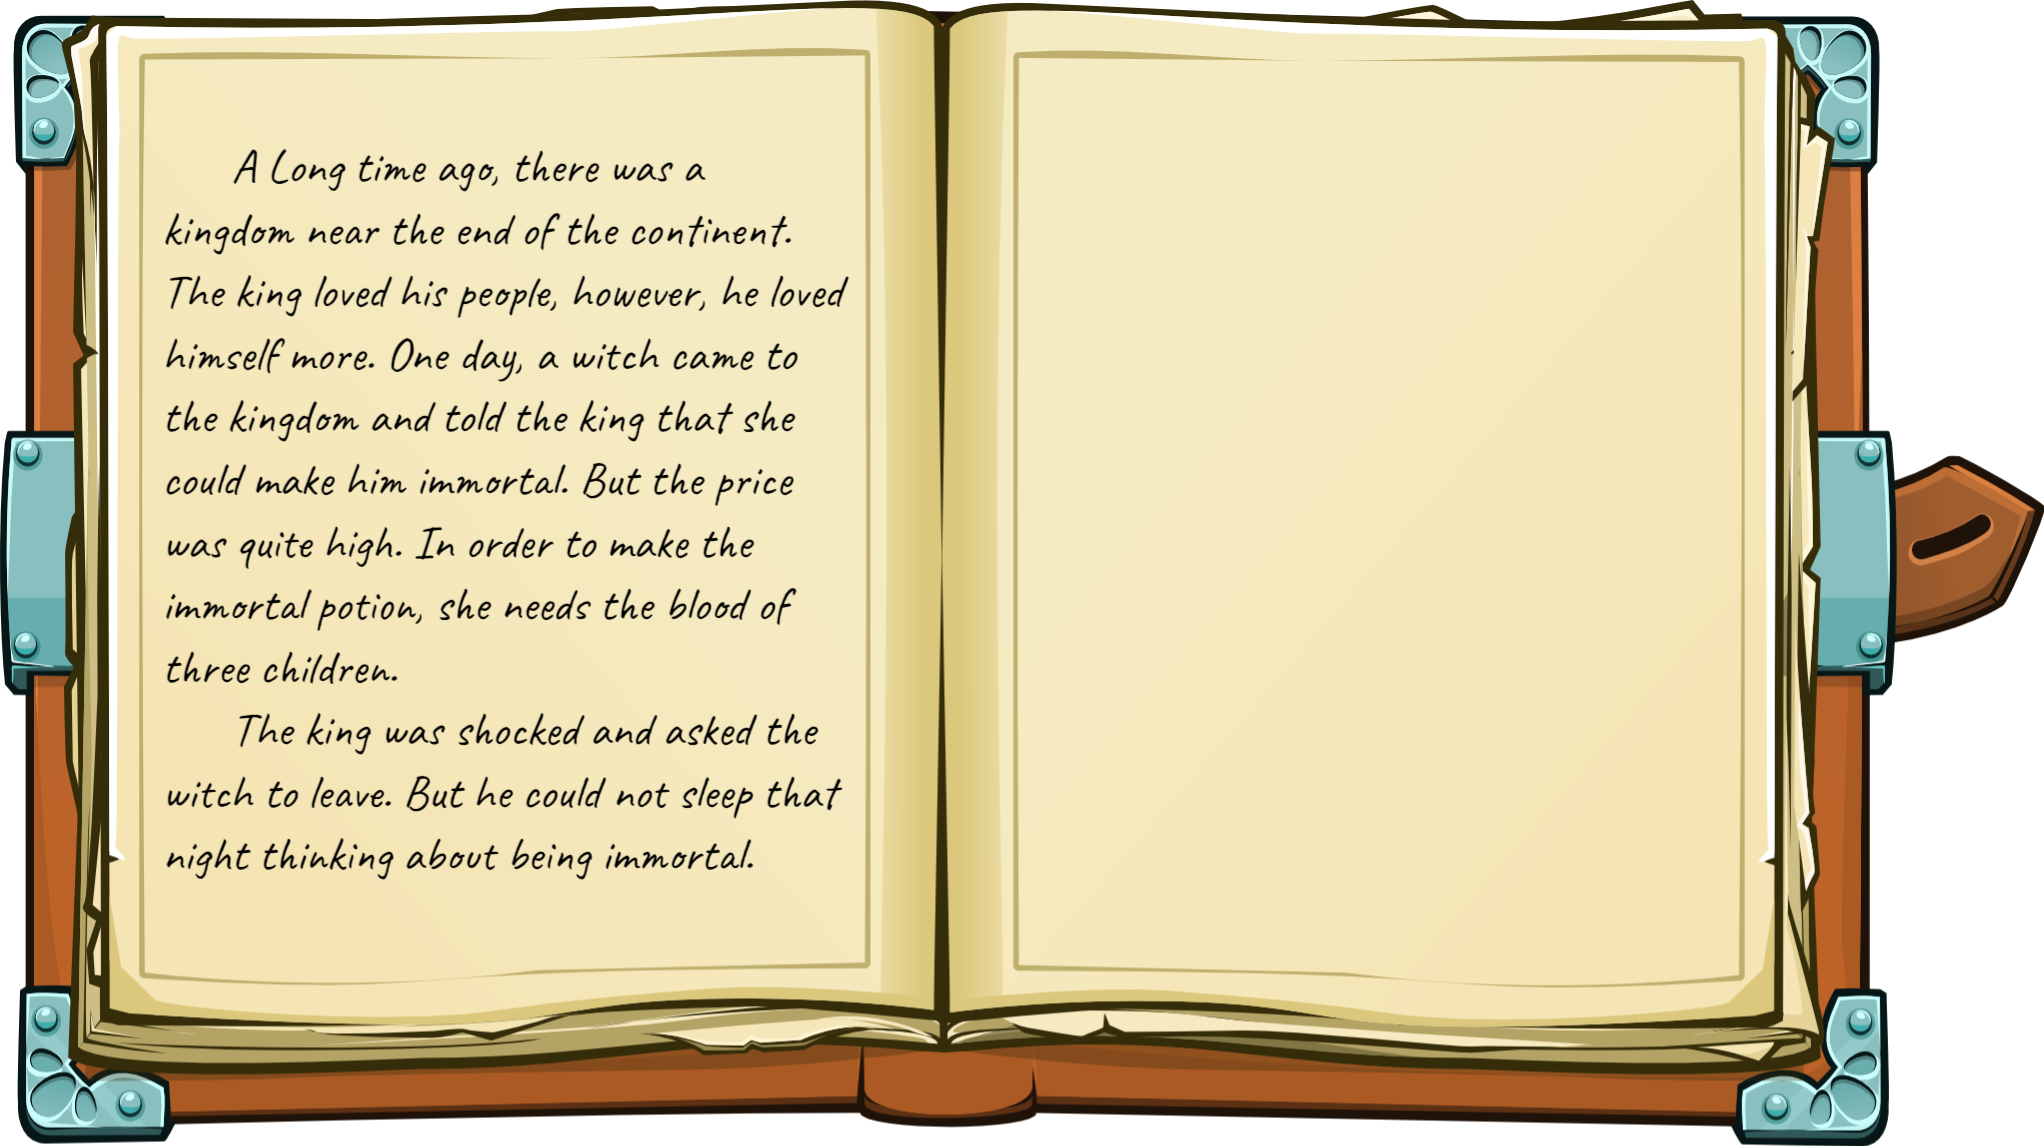 A Long time ago, there was a
kingdom near the end of the continent.
The king loved his people, however, he loved
himself more. One day, a witch came to
the kingdom and told the king that she
could make him immortal. But the price
was quite high. In order to make the
immortal potion, she needs the blood of
three children.
The king was shocked and asked the
witch to leave. But he could not sleep that
night thinking about being immortal.